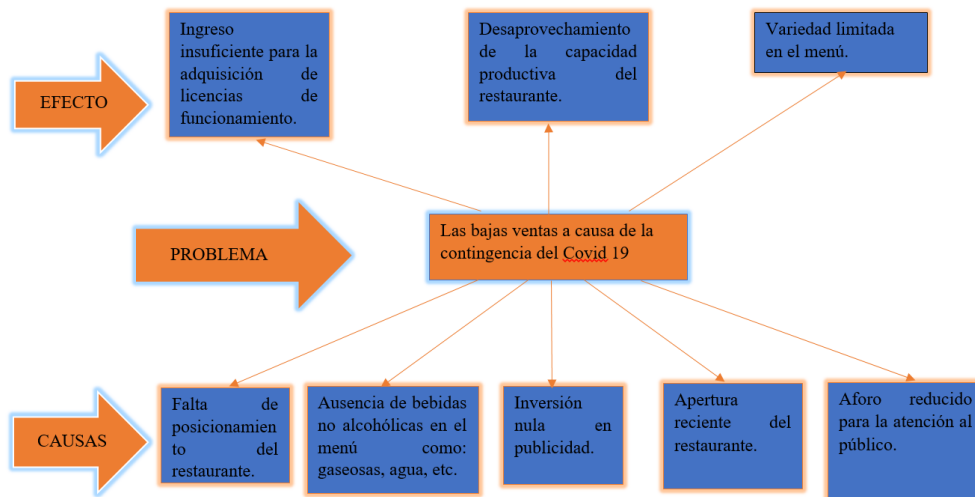 Ingreso
insuficiente para la
adquisición de
licencias de
funcionamiento.
Desaprovechamiento
de la capacidad
productiva del
restaurante.
Variedad limitada
en el menú.
EFECTO
Las bajas ventas a causa de la
contingencia del Covid 19
PROBLEMA
Falta de
posicionamie
nto del
restaurante.
Ausencia de bebidas
no alcohólicas en el
menú como:
gaseosas, agua, etc.
Inversión
nula en
publicidad.
Apertura
reciente del
restaurante.
Aforo reducido
para la atención al
público.
CAUSAS